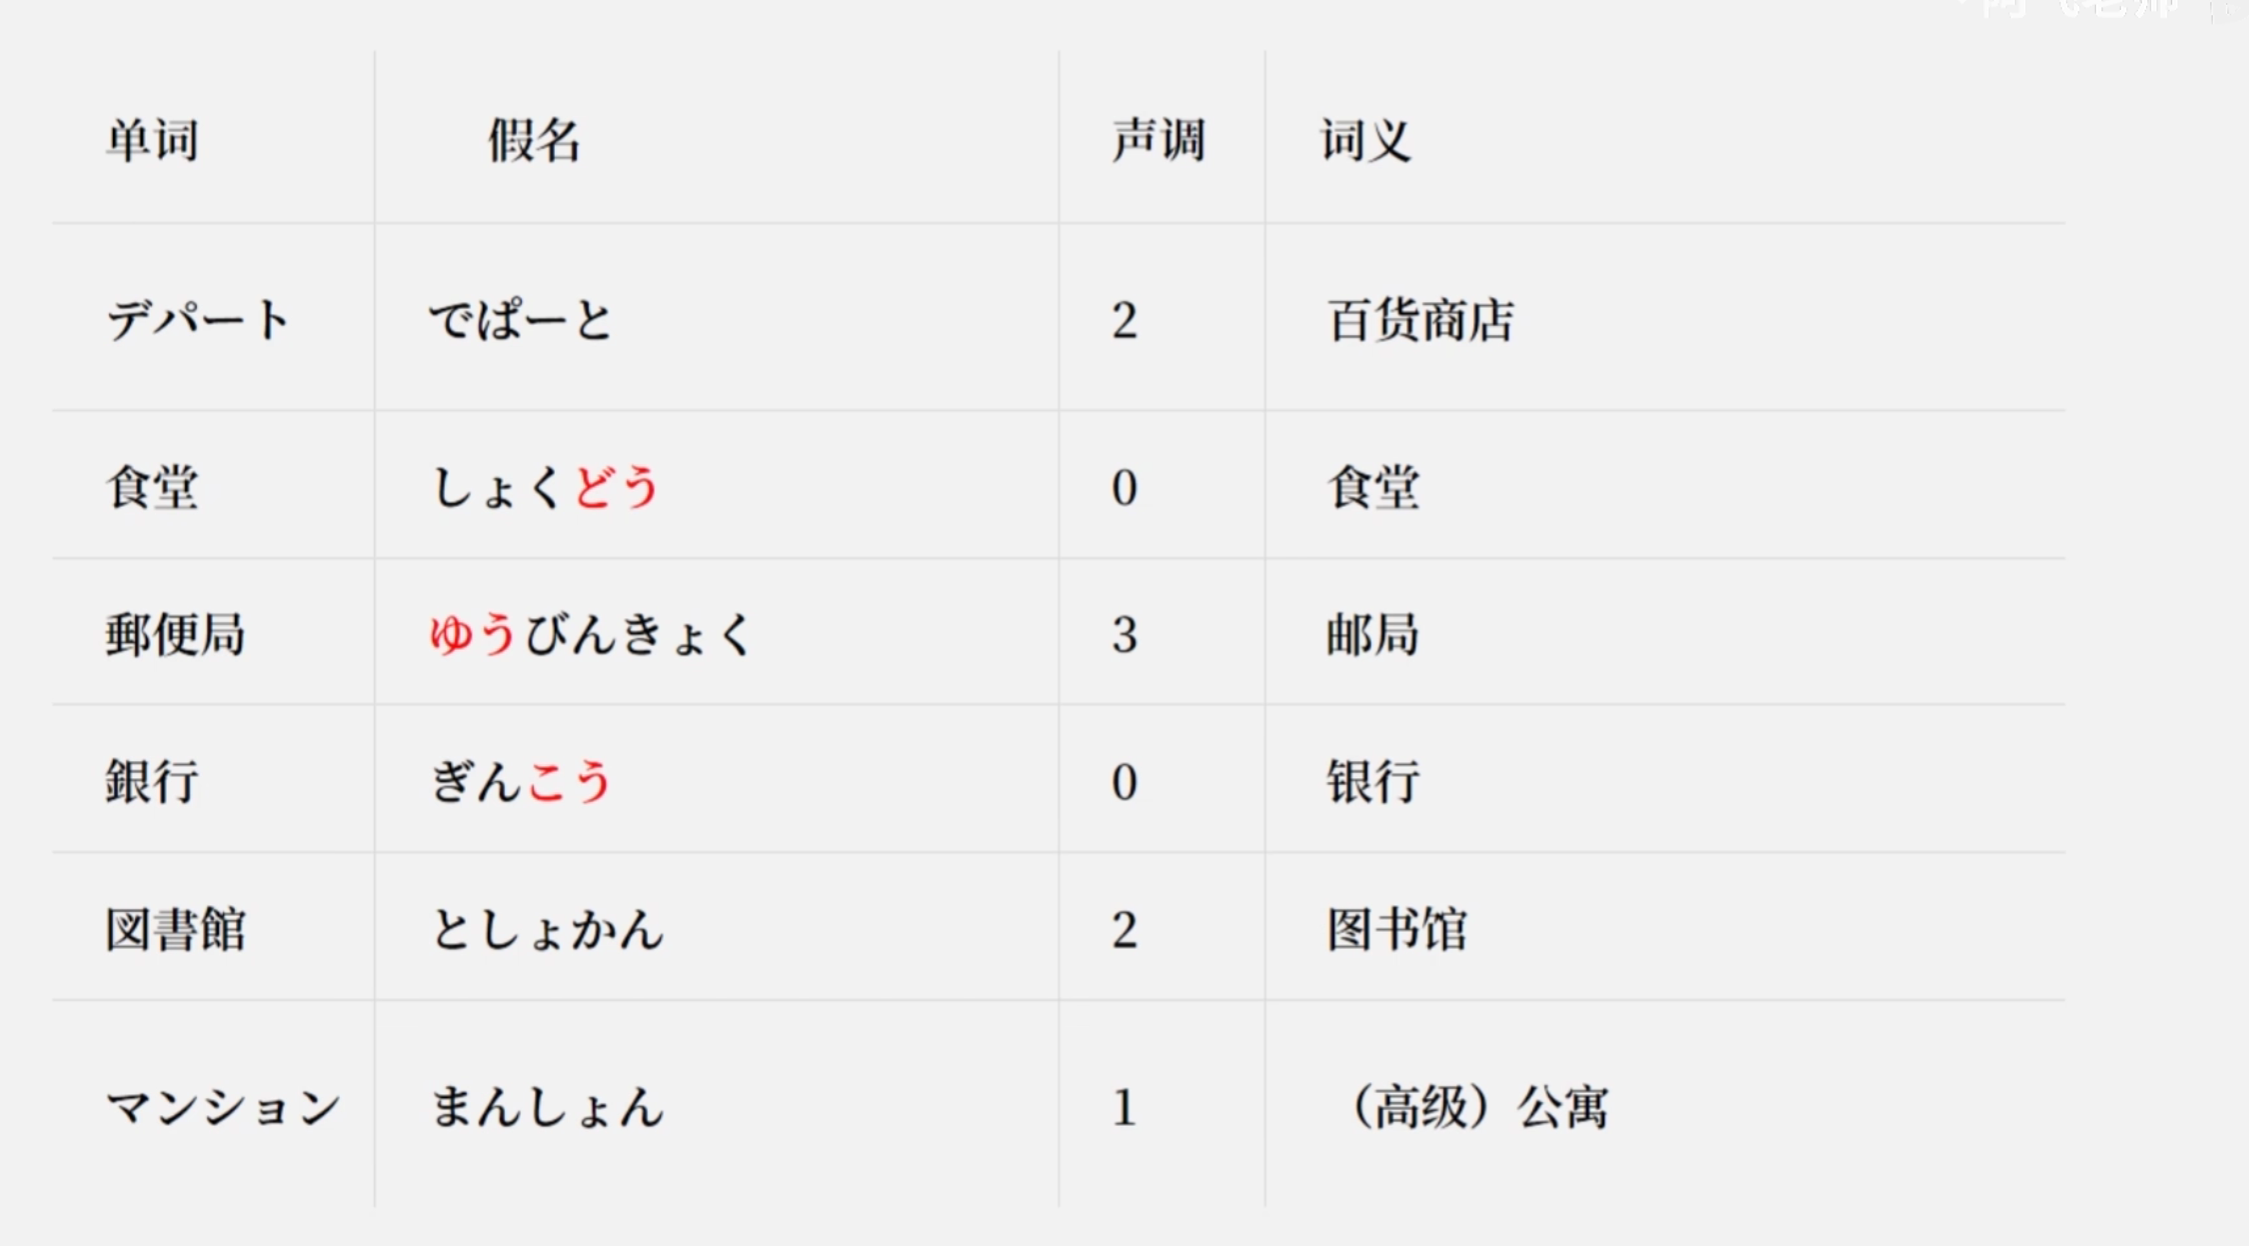 单词 假名 声调 词义
デパート でぱーと 2 百货商店
食堂 しょくどう 0 食堂
郵便局 ゆうびんきょく 3 邮局
銀行 ぎんこう 0 银行
図書館 としょかん 2 图书馆
マンション まんしょん 1 （高级）公寓